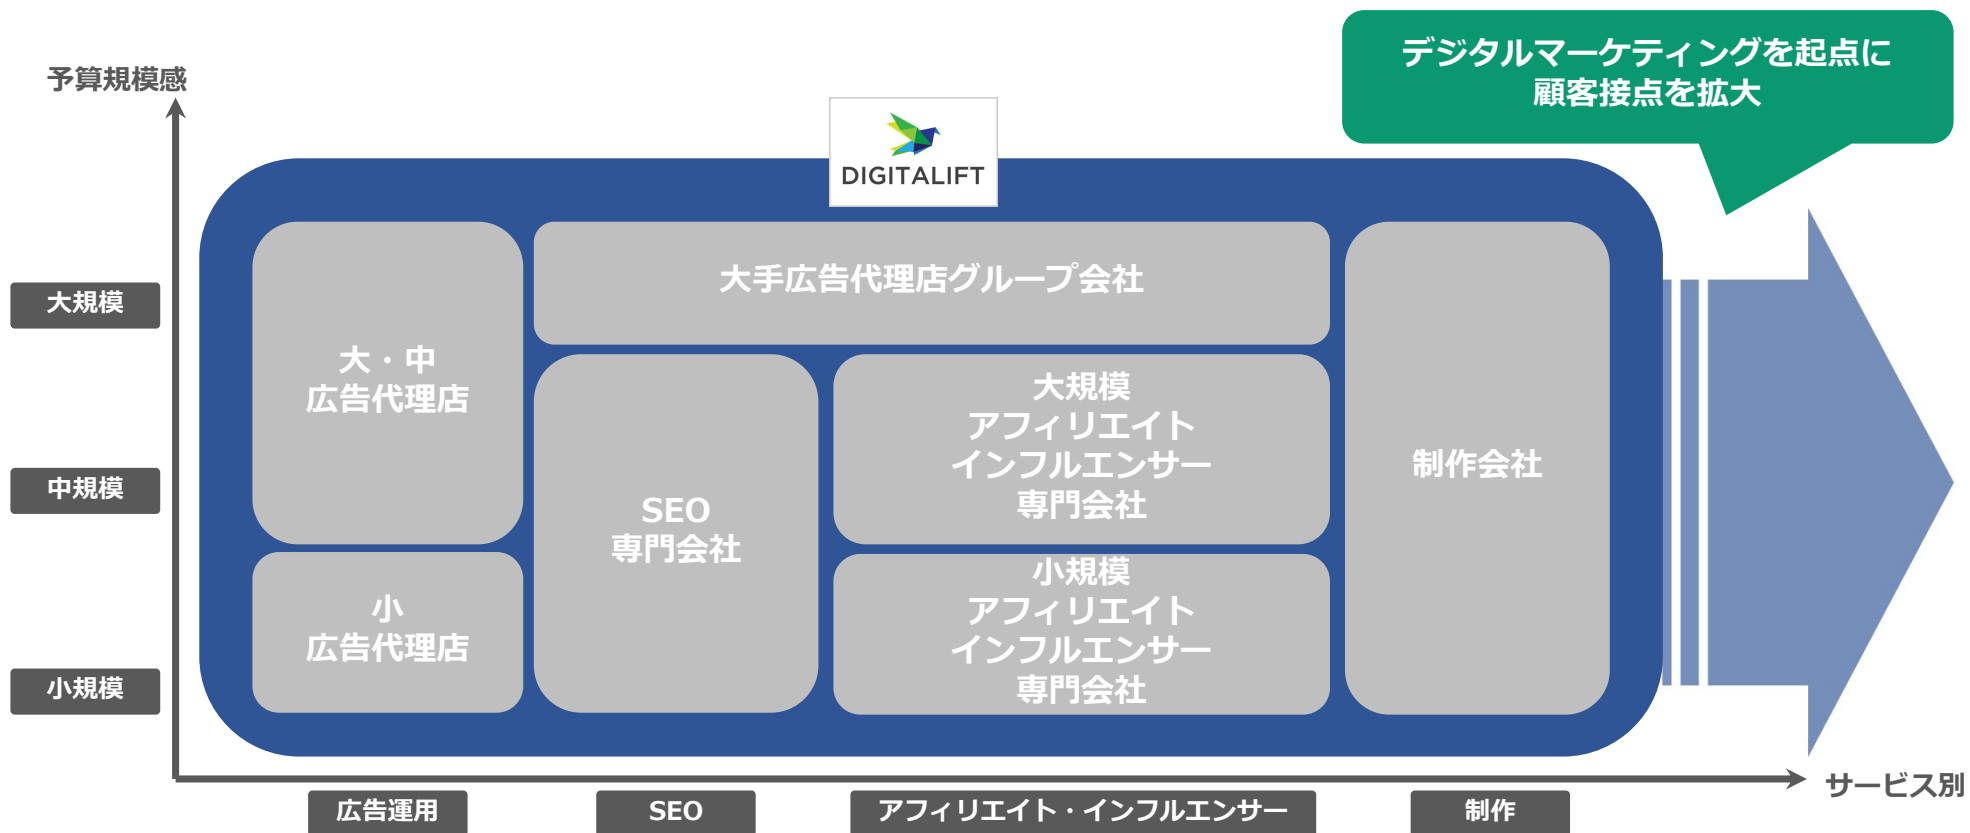 デジタルマーケティングを起点に
顧客接点を拡大
予算規模感
DIGITALIFT
大手広告代理店グループ会社
大規模
大・中
広告代理店
大規模
アフィリエイト
インフルエンサー
専門会社
制作会社
中規模
SEO
専門会社
小
広告代理店
小規模
アフィリエイト
インフルエンサー
専門会社
小規模
サービス別
広告運用
SEO
アフィリエイト・インフルエンサー
制作